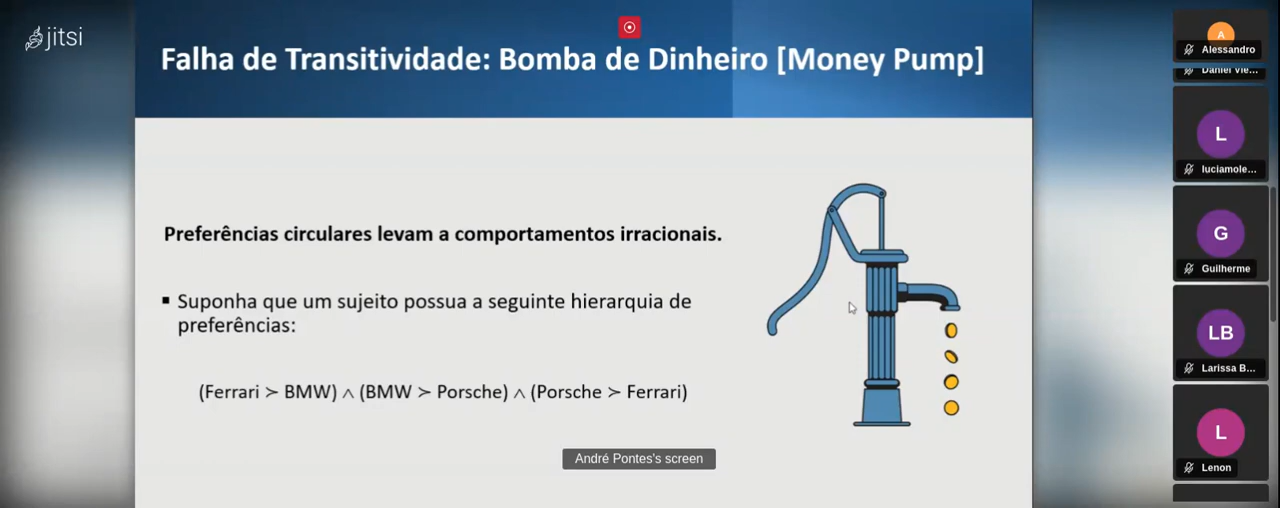 jitsi
Falha de Transitividade: Bomba de Dinheiro [Money Pump]
Preferências circulares levam a comportamentos irracionais.
▪ Suponha que um sujeito possua a seguinte hierarquia de
preferências:
(Ferrari ≻ BMW) ∧ (BMW ≻ Porsche) ∧ (Porsche ≻ Ferrari)
André Pontes's screen
A
Alessandro
Daniel Vie...
L
luciamole...
G
Guilherme
LB
Larissa B...
L
Lenon